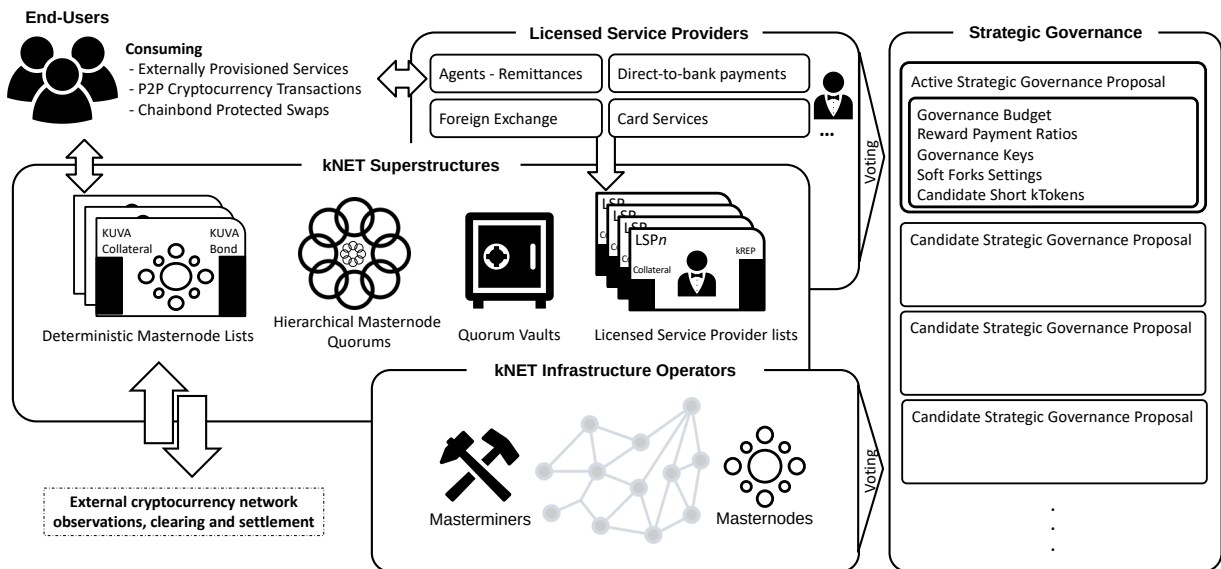 End-Users
Consuming
- Externally Provisioned Services
- P2P Cryptocurrency Transactions
- Chainbond Protected Swaps
Licensed Service Providers
Agents - Remittances
Direct-to-bank payments
Foreign Exchange
Card Services
...
Voting
Strategic Governance
Active Strategic Governance Proposal
Governance Budget
Reward Payment Ratios
Governance Keys
Soft Forks Settings
Candidate Short kTokens
Candidate Strategic Governance Proposal
Candidate Strategic Governance Proposal
Candidate Strategic Governance Proposal
.
.
.
kNET Superstructures
KUVA
Collateral
KUVA
Bond
Deterministic Masternode Lists
Hierarchical Masternode
Quorums
Quorum Vaults
LSP
LSP
LSP
LSPn
Collateral
kREP
Licensed Service Provider lists
kNET Infrastructure Operators
Masterminers
Masternodes
Voting
External cryptocurrency network
observations, clearing and settlement